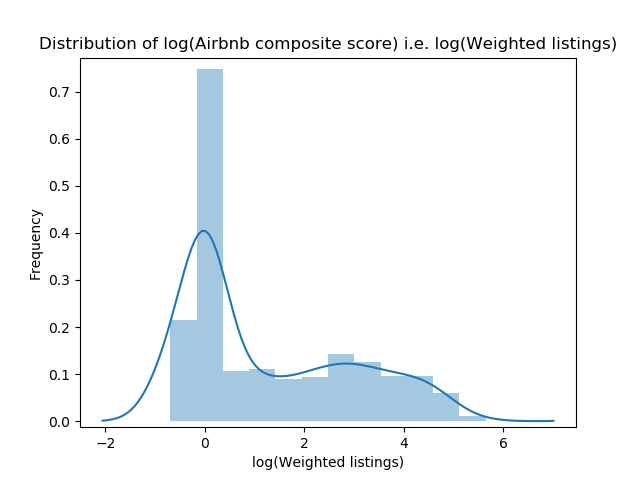 Distribution of log(Airbnb composite score) i.e. log(Weighted listings)
0.7
0.6
0.5
0.4
0.3
0.2
0.1
0.0
Frequency
−2 0 2 4 6
log(Weighted listings)